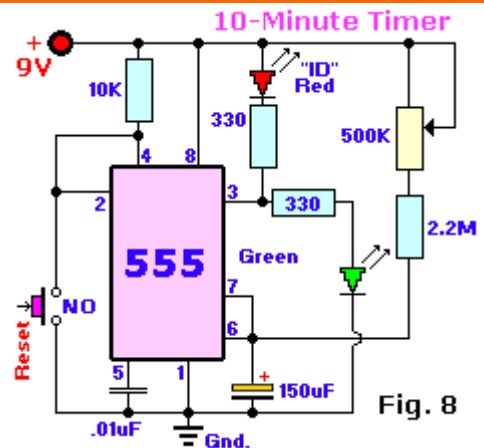 10-Minute Timer
+
9V
10K
"ID"
Red
330
500K
4
8
2
3
330
2.2M
555
Green
7
NO
6
Reset
5
1
+
150uF
.01uF
Fig. 8
Gnd.